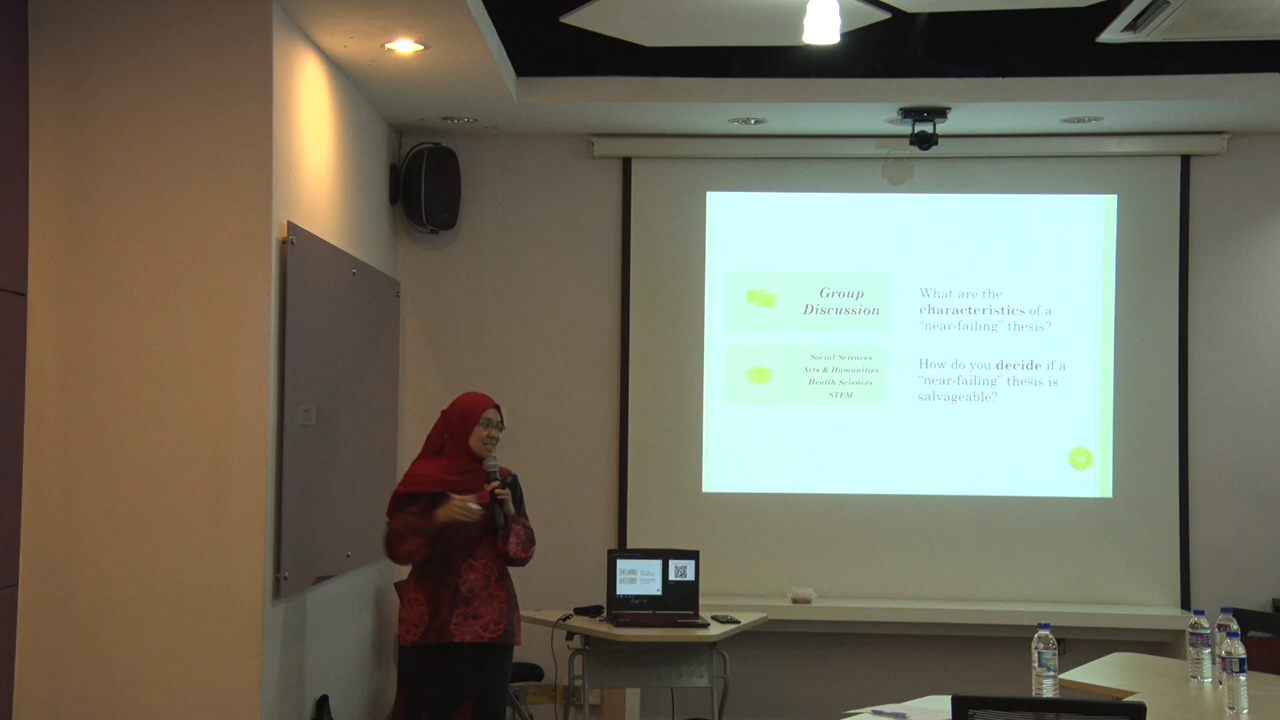 Group
Discussion
Social Sciences
Arts & Humanities
Health Sciences
STEM
What are the
characteristics of a
"near-failing" thesis?
How do you decide if a
"near-failing" thesis is
salvageable?